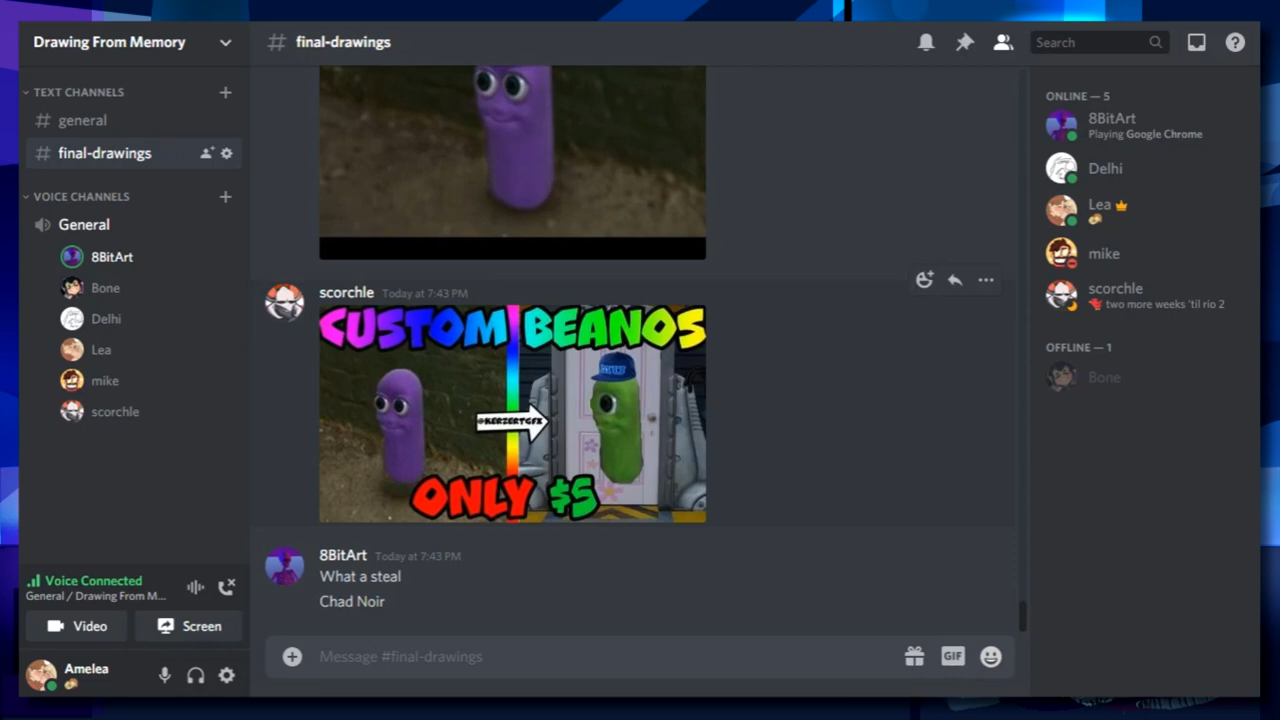 Drawing From Memory
TEXT CHANNELS
general
final-drawings
VOICE CHANNELS
General
8BitArt
Bone
Delhi
Lea
mike
scorchle
Voice Connected
General / Drawing From M...
Video
Screen
Amelea
final-drawings
Search
scorchle Today at 7:43 PM
CUSTOM BEANOS
@KERZERTGFX
ONLY $5
8BitArt Today at 7:43 PM
What a steal
Chad Noir
Message #final-drawings
GIF
ONLINE — 5
8BitArt
Playing Google Chrome
Delhi
Lea
mike
scorchle
two more weeks 'til rio 2
OFFLINE — 1
Bone